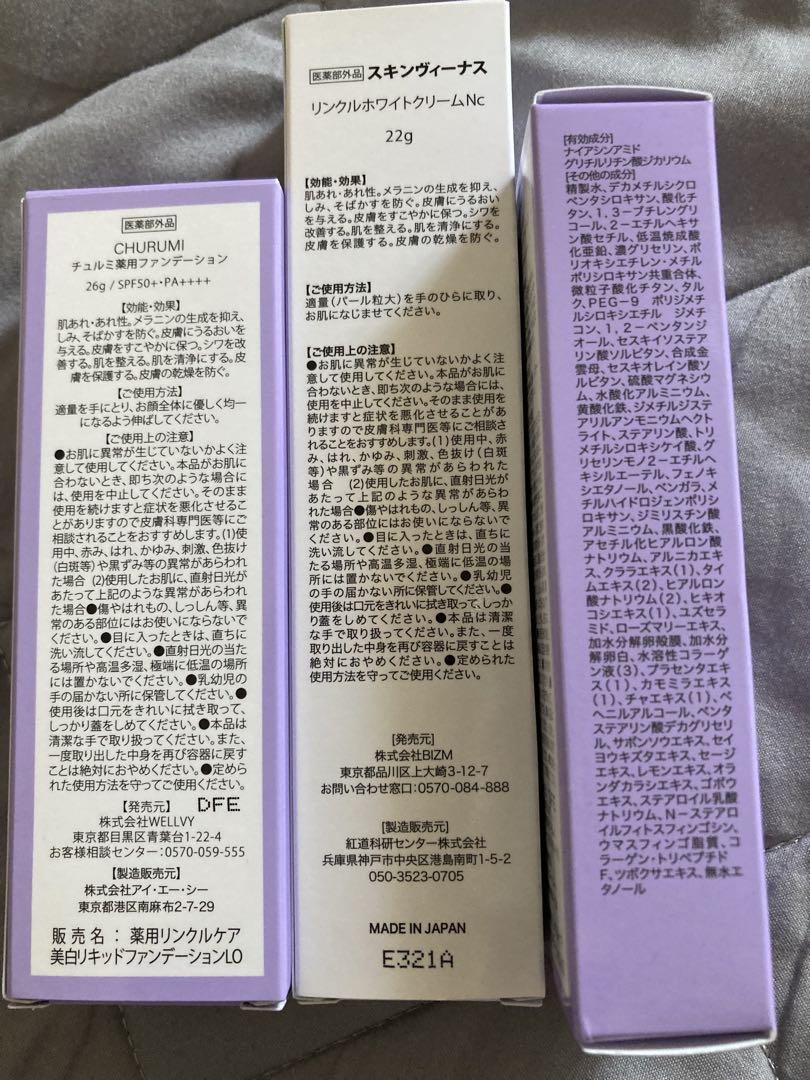 医薬部外品
CHURUMI
チュルミ薬用ファンデーション
26g / SPF50+・PA++++
【効能・効果】
肌あれ・あれ性。メラニンの生成を抑え、
しみ、そばかすを防ぐ。皮膚にうるおいを
与える。皮膚をすこやかに保つ。シワを改
善する。肌を整える。肌を清浄にする。皮
膚を保護する。皮膚の乾燥を防ぐ。
【ご使用方法】
適量を手にとり、お顔全体に優しく均一
になるよう伸ばしてください。
【ご使用上の注意】
●お肌に異常が生じていないかよく注
意して使用してください。本品がお肌に
合わないとき、即ち次のような場合に
は、使用を中止してください。そのまま
使用を続けますと症状を悪化させるこ
とがありますので皮膚科専門医等にご
相談されることをおすすめします。(1)使
用中、赤み、はれ、かゆみ、刺激、色抜け
(白斑等)や黒ずみ等の異常があらわれ
た場合 (2)使用したお肌に、直射日光が
あたって上記のような異常があらわれ
た場合●傷やはれもの、しっしん等、異
常のある部位にはお使いにならないで
ください。●目に入ったときは、直ちに
洗い流してください。●直射日光の当た
る場所や高温多湿、極端に低温の場所
には置かないでください。●乳幼児の
手の届かない所に保管してください。●
使用後は口元をきれいに拭き取って、
しっかり蓋をしめてください。●本品は
清潔な手で取り扱ってください。また、
一度取り出した中身を再び容器に戻す
ことは絶対におやめください。●定めら
れた使用方法を守ってご使用ください。
【発売元】 DFE
株式会社WELLVY
東京都目黒区青葉台1-22-4
お客様相談センター:0570-059-555
【製造販売元】
株式会社アイ・エー・シー
東京都港区南麻布2-7-29
販売名:薬用リンクルケア
美白リキッドファンデーションLO
医薬部外品 スキンヴィーナス
リンクルホワイトクリームNc
22g
【効能・効果】
肌あれ・あれ性。メラニンの生成を抑え、
しみ、そばかすを防ぐ。皮膚にうるおい
を与える。皮膚をすこやかに保つ。シワを
改善する。肌を整える。肌を清浄にする。
皮膚を保護する。皮膚の乾燥を防ぐ。
【ご使用方法】
適量(パール粒大)を手のひらに取り、
お肌になじませてください。
【ご使用上の注意】
●お肌に異常が生じていないかよく注
意して使用してください。本品がお肌に
合わないとき、即ち次のような場合には、
使用を中止してください。そのまま使用を
続けますと症状を悪化させることがあ
りますので皮膚科専門医等にご相談さ
れることをおすすめします。(1)使用中、赤
み、はれ、かゆみ、刺激、色抜け(白斑
等)や黒ずみ等の異常があらわれた
場合 (2)使用したお肌に、直射日光が
あたって上記のような異常があらわ
れた場合●傷やはれもの、しっしん等、異
常のある部位にはお使いにならないで
ください。●目に入ったときは、直ちに
洗い流してください。●直射日光の当
たる場所や高温多湿、極端に低温の場
所には置かないでください。●乳幼児
の手の届かない所に保管してください。●
使用後は口元をきれいに拭き取って、しっか
り蓋をしめてください。●本品は清潔
な手で取り扱ってください。また、一度
取り出した中身を再び容器に戻すことは
絶対におやめください。●定められた
使用方法を守ってご使用ください。
[発売元]
株式会社BIZM
東京都品川区上大崎3-12-7
お問い合わせ窓口:0570-084-888
[製造販売元]
紅道科研センター株式会社
兵庫県神戸市中央区港島南町1-5-2
050-3523-0705
MADE IN JAPAN
E321A
[有効成分]
ナイアシンアミド
グリチルリチン酸ジカリウム
[その他の成分]
精製水、デカメチルシクロ
ペンタシロキサン、酸化チ
タン、1,3-ブチレングリ
コール、2-エチルヘキサ
ン酸セチル、低温焼成酸
化亜鉛、濃グリセリン、ポ
リオキシエチレン・メチル
ポリシロキサン共重合体、
微粒子酸化チタン、タル
ク、PEG-9 ポリジメチ
ルシロキシエチル ジメチ
コン、1,2-ペンタンジ
オール、セスキイソステア
リン酸ソルビタン、合成金
雲母、セスキオレイン酸ソ
ルビタン、硫酸マグネシウ
ム、水酸化アルミニウム、
黄酸化鉄、ジメチルジステ
アリルアンモニウムヘクト
ライト、ステアリン酸、トリ
メチルシロキシケイ酸、グ
リセリンモノ2-エチルヘ
キシルエーテル、フェノキ
シエタノール、ベンガラ、メ
チルハイドロジェンポリシ
ロキサン、ジミリスチン酸
アルミニウム、黒酸化鉄、
アセチル化ヒアルロン酸
ナトリウム、アルニカエキ
ス、クララエキス(1)、タイ
ムエキス(2)、ヒアルロン
酸ナトリウム(2)、ヒキオ
コシエキス(1)、ユズセラ
ミド、ローズマリーエキス、
加水分解卵殻膜、加水分
解卵白、水溶性コラーゲ
ン液(3)、プラセンタエキ
ス(1)、カモミラエキス
(1)、チャエキス(1)、ベ
ヘニルアルコール、ペンタ
ステアリン酸デカグリセリ
ル、サボンソウエキス、セイ
ヨウキズタエキス、セージ
エキス、レモンエキス、オラ
ンダカラシエキス、ゴボウ
エキス、ステアロイル乳酸
ナトリウム、N-ステアロ
イルフィトスフィンゴシン、
ウマスフィンゴ脂質、コ
ラーゲン・トリペプチド
F、ツボクサエキス、無水エ
タノール